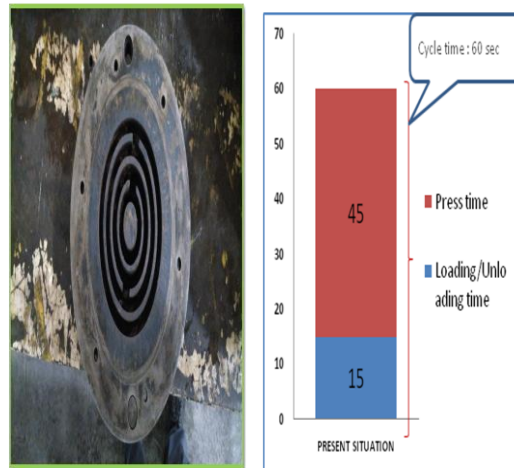 Cycle time : 60 sec
70
60
50
40
30
20
10
0
45
15
Press time
Loading/Unlo
ading time
PRESENT SITUATION